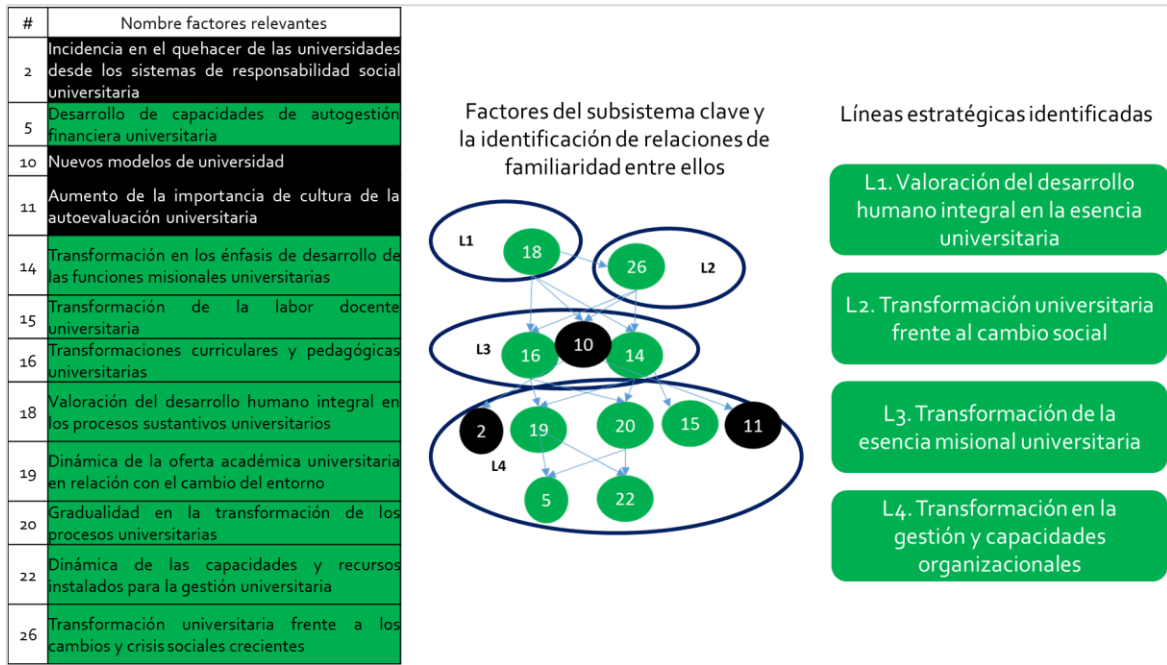 # Nombre factores relevantes
2 Incidencia en el quehacer de las universidades
desde los sistemas de responsabilidad social
universitaria
5 Desarrollo de capacidades de autogestión
financiera universitaria
10 Nuevos modelos de universidad
11 Aumento de la importancia de cultura de la
autoevaluación universitaria
14 Transformación en los énfasis de desarrollo de
las funciones misionales universitarias
15 Transformación de la labor docente
universitaria
16 Transformaciones curriculares y pedagógicas
universitarias
18 Valoración del desarrollo humano integral en
los procesos sustantivos universitarios
19 Dinámica de la oferta académica universitaria
en relación con el cambio del entorno
20 Gradualidad en la transformación de los
procesos universitarios
22 Dinámica de las capacidades y recursos
instalados para la gestión universitaria
26 Transformación universitaria frente a los
cambios y crisis sociales crecientes
Factores del subsistema clave y
la identificación de relaciones de
familiaridad entre ellos
L1
18
26
L2
L3
16
10
14
2
19
20
15
11
L4
5
22
Líneas estratégicas identificadas
L1. Valoración del desarrollo
humano integral en la esencia
universitaria
L2. Transformación universitaria
frente al cambio social
L3. Transformación de la
esencia misional universitaria
L4. Transformación en la
gestión y capacidades
organizacionales